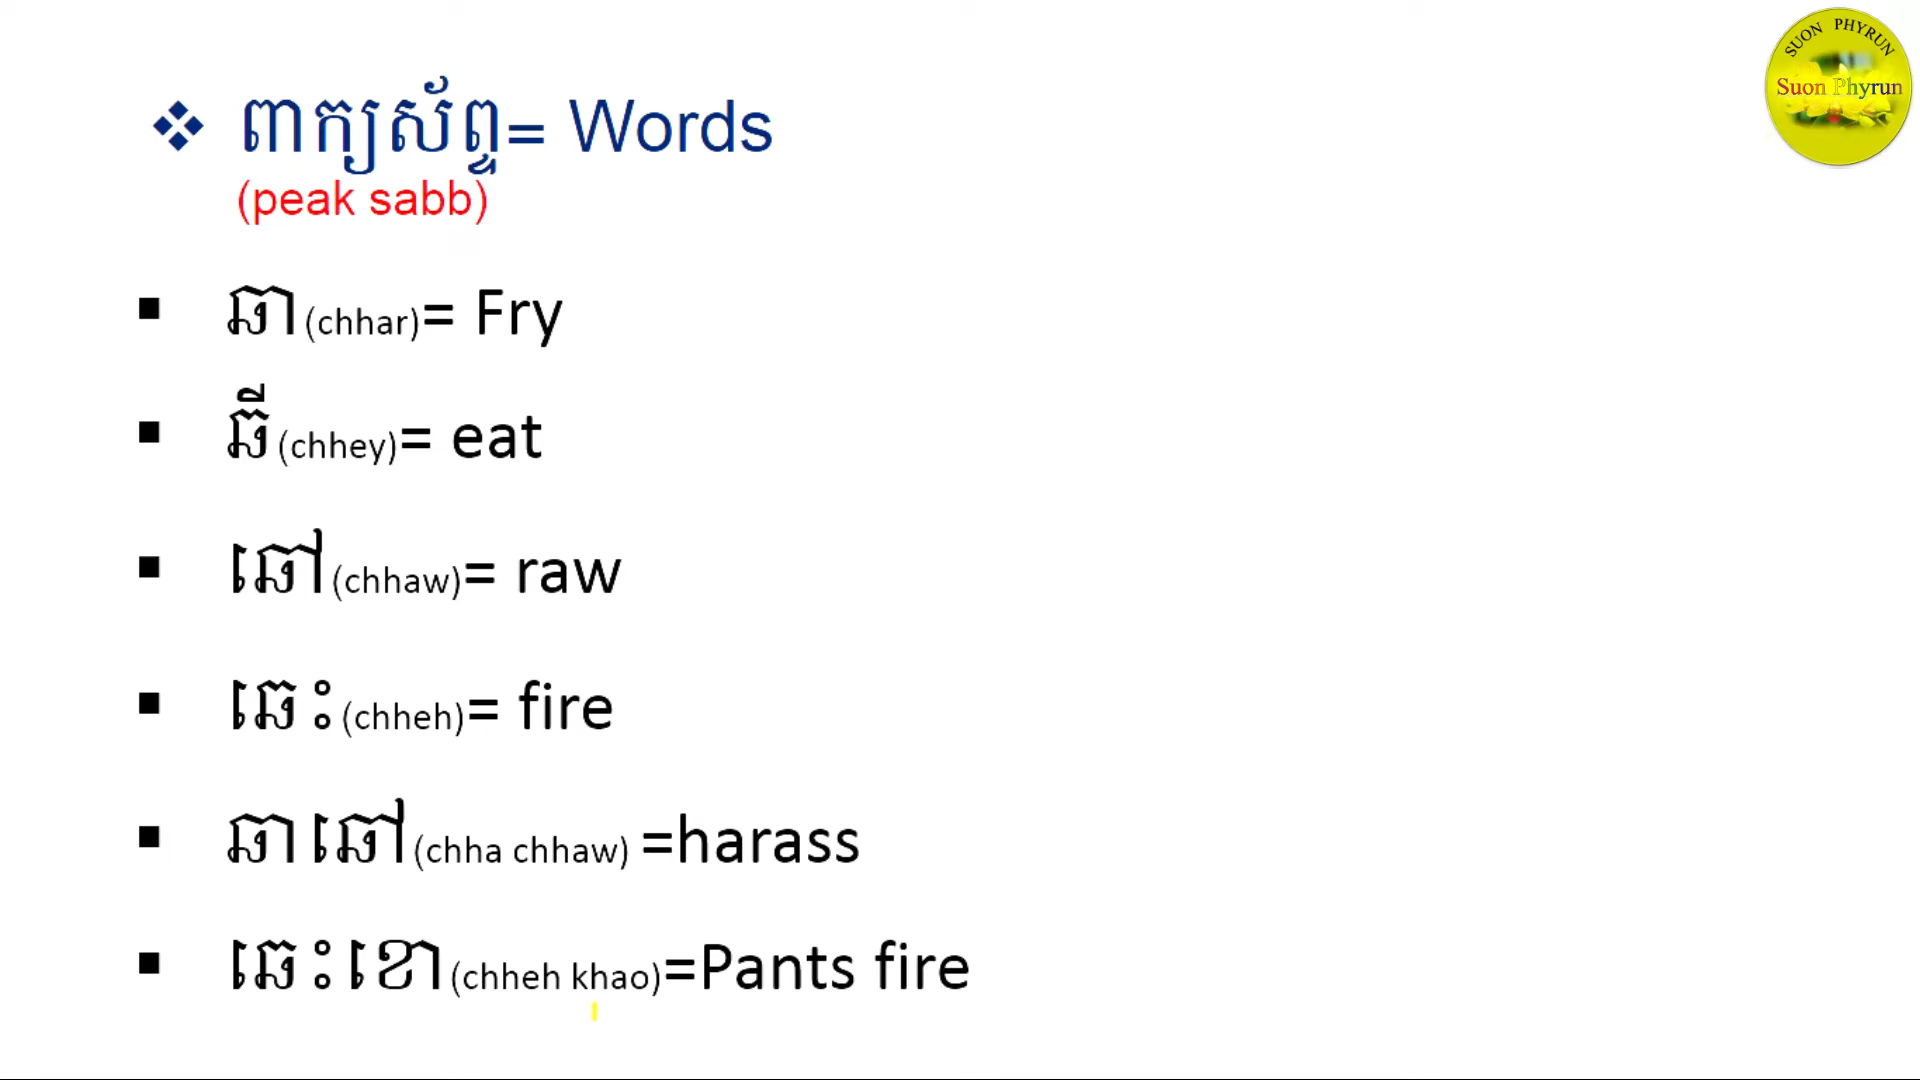 SUON PHYRUN
Suon Phyrun
❖ ពាក្យស័ព្ទ= Words
(peak sabb)
▪ ឆា(chhar)= Fry
▪ ឆ៊ី(chhey)= eat
▪ ឆៅ(chhaw)= raw
▪ ឆេះ(chheh)= fire
▪ ឆា ឆៅ(chha chhaw) =harass
▪ ឆេះ ខោ(chheh khao)=Pants fire